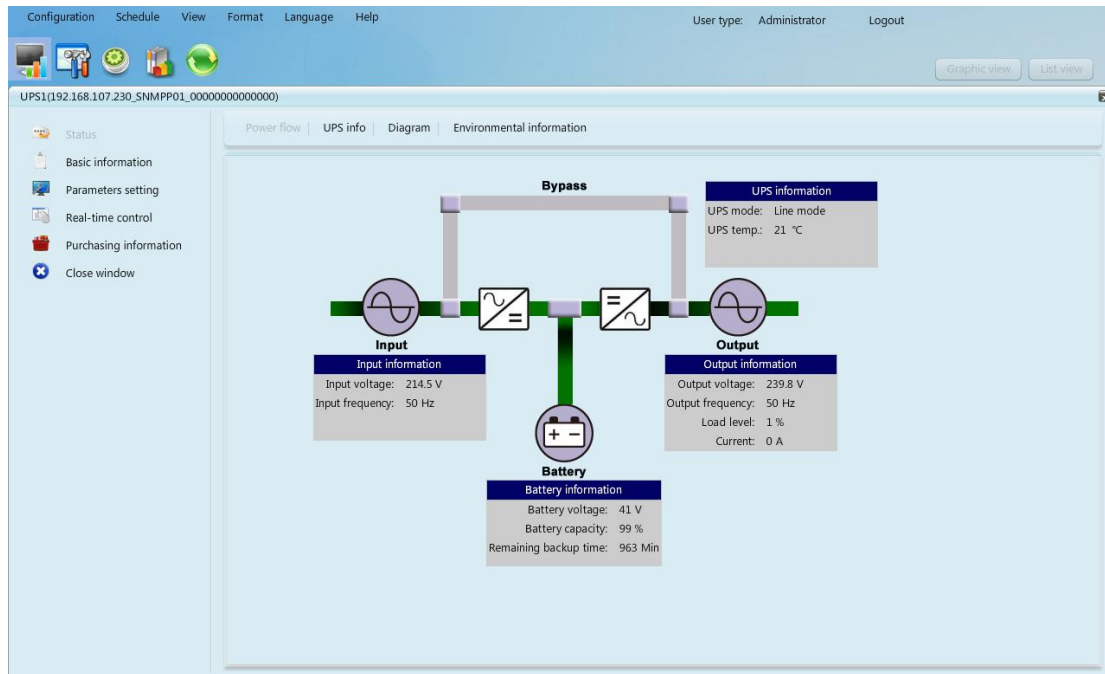 Configuration Schedule View Format Language Help User type: Administrator Logout
Graphic view List view
UPS1(192.168.107.230_SNMPP01_00000000000000)
Status
Basic information
Parameters setting
Real-time control
Purchasing information
Close window
Power flow UPS info Diagram Environmental information
Bypass
UPS information
UPS mode: Line mode
UPS temp.: 21 ℃
Input
Input information
Input voltage: 214.5 V
Input frequency: 50 Hz
Output
Output information
Output voltage: 239.8 V
Output frequency: 50 Hz
Load level: 1 %
Current: 0 A
Battery
Battery information
Battery voltage: 41 V
Battery capacity: 99 %
Remaining backup time: 963 Min